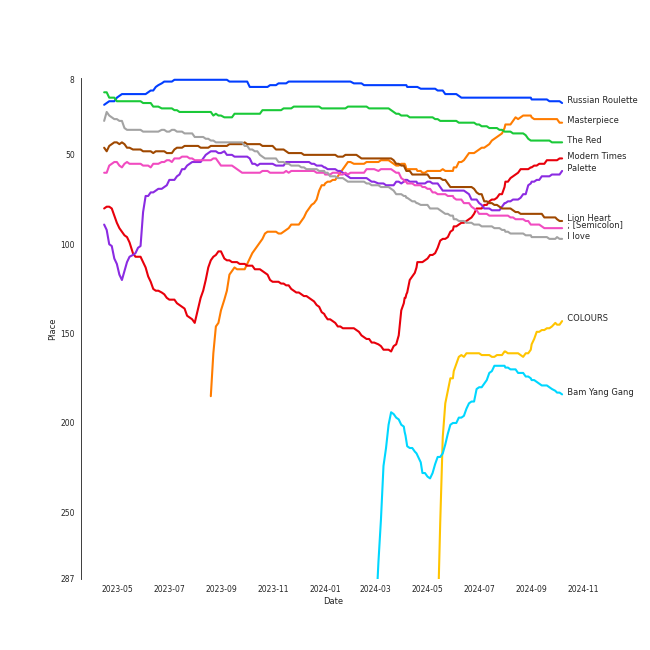 8
50
100
150
200
250
287
Place
2023-05
2023-07
2023-09
2023-11
2024-01
2024-03
2024-05
2024-07
2024-09
2024-11
Date
Russian Roulette
Masterpiece
The Red
Modern Times
Palette
Lion Heart
; [Semicolon]
I love
COLOURS
Bam Yang Gang